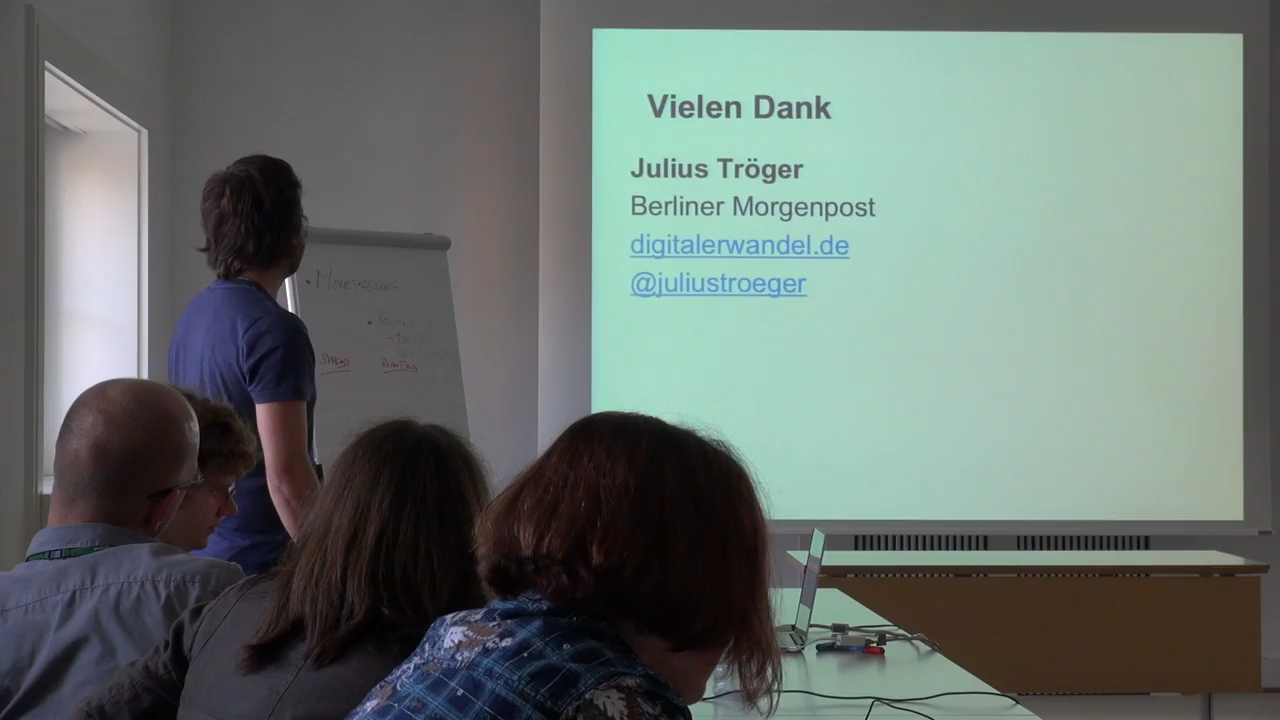 Vielen Dank
Julius Tröger
Berliner Morgenpost
digitalerwandel.de
@juliustroeger